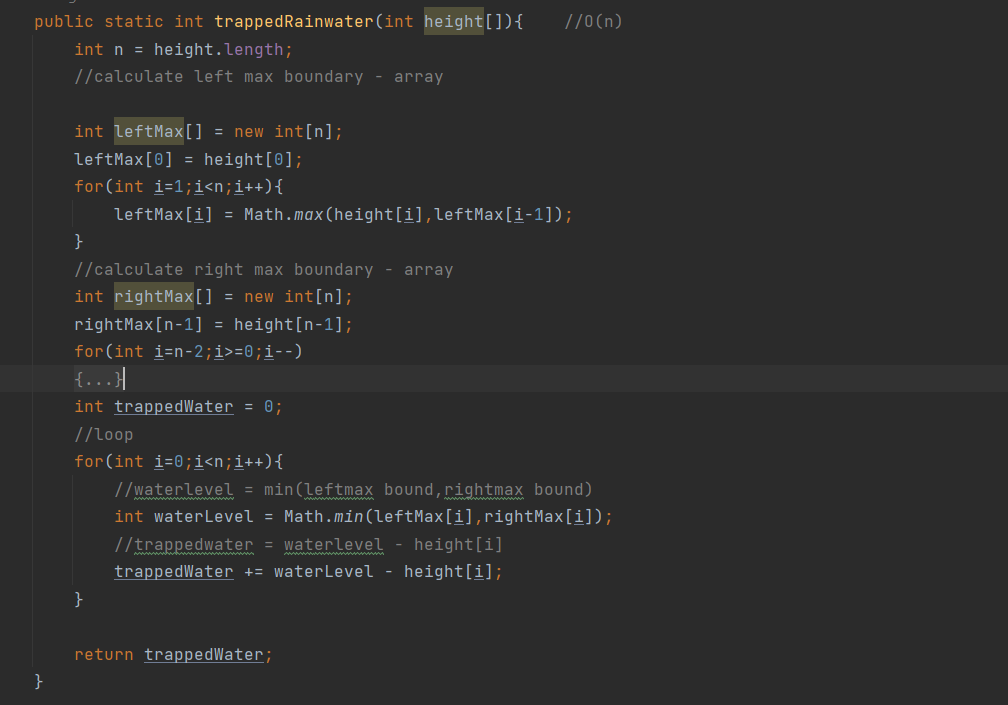 public static int trappedRainwater(int height[]){    //O(n)
    int n = height.length;
    //calculate left max boundary - array
    int leftMax[] = new int[n];
    leftMax[0] = height[0];
    for(int i=1;i<n;i++){
        leftMax[i] = Math.max(height[i],leftMax[i-1]);
    }
    //calculate right max boundary - array
    int rightMax[] = new int[n];
    rightMax[n-1] = height[n-1];
    for(int i=n-2;i>=0;i--)
    {...}
    int trappedWater = 0;
    //loop
    for(int i=0;i<n;i++){
        //waterlevel = min(leftmax bound,rightmax bound)
        int waterLevel = Math.min(leftMax[i],rightMax[i]);
        //trappedwater = waterlevel - height[i]
        trappedWater += waterLevel - height[i];
    }
    return trappedWater;
}